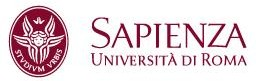 STVDIVM VRBIS
SAPIENZA
UNIVERSITÀ DI ROMA